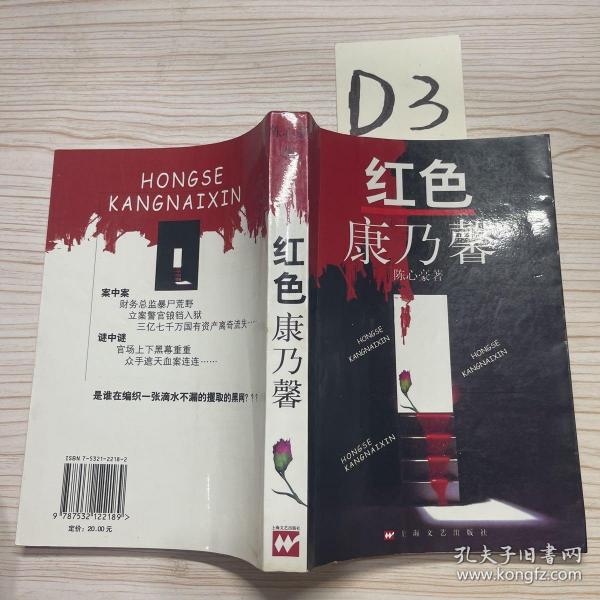 D3
HONGSE
KANGNAIXIN
案中案
财务总监暴尸荒野
立案警官锒铛入狱
三亿七千万国有资产离奇流失……
谜中谜
官场上下黑幕重重
众手遮天血案连连……
是谁在编织一张滴水不漏的攫取的黑网？
ISBN 7-5321-2218-2
9 787532 122189 >
定价：20.00元
陈心豪
红色
康乃馨
上海文艺出版社
红色
康乃馨
陈心豪著
HONGSE
KANGNAIXIN
HONGSE
KANGNAIXIN
HONGSE
KANGNAIXIN
上海文艺出版社
孔夫子旧书网
www.kongfz.com